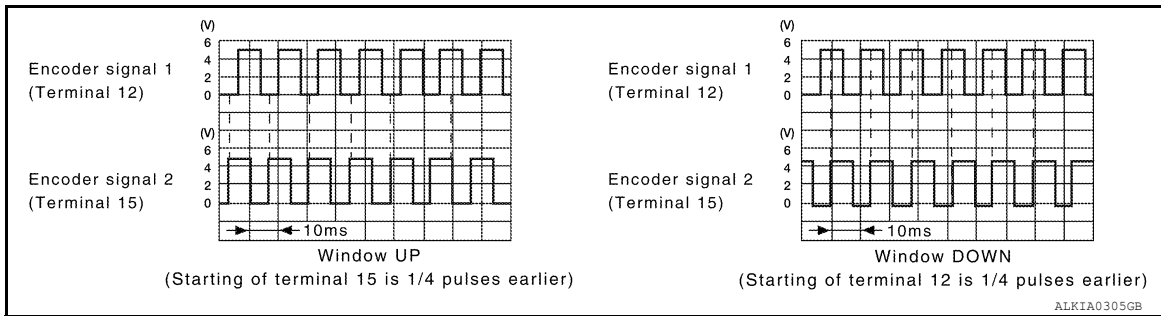 (V)
6
4
2
0
Encoder signal 1
(Terminal 12)
(V)
6
4
2
0
Encoder signal 2
(Terminal 15)
10ms
Window UP
(Starting of terminal 15 is 1/4 pulses earlier)
(V)
6
4
2
0
Encoder signal 1
(Terminal 12)
(V)
6
4
2
0
Encoder signal 2
(Terminal 15)
10ms
Window DOWN
(Starting of terminal 12 is 1/4 pulses earlier)
ALKIA0305GB